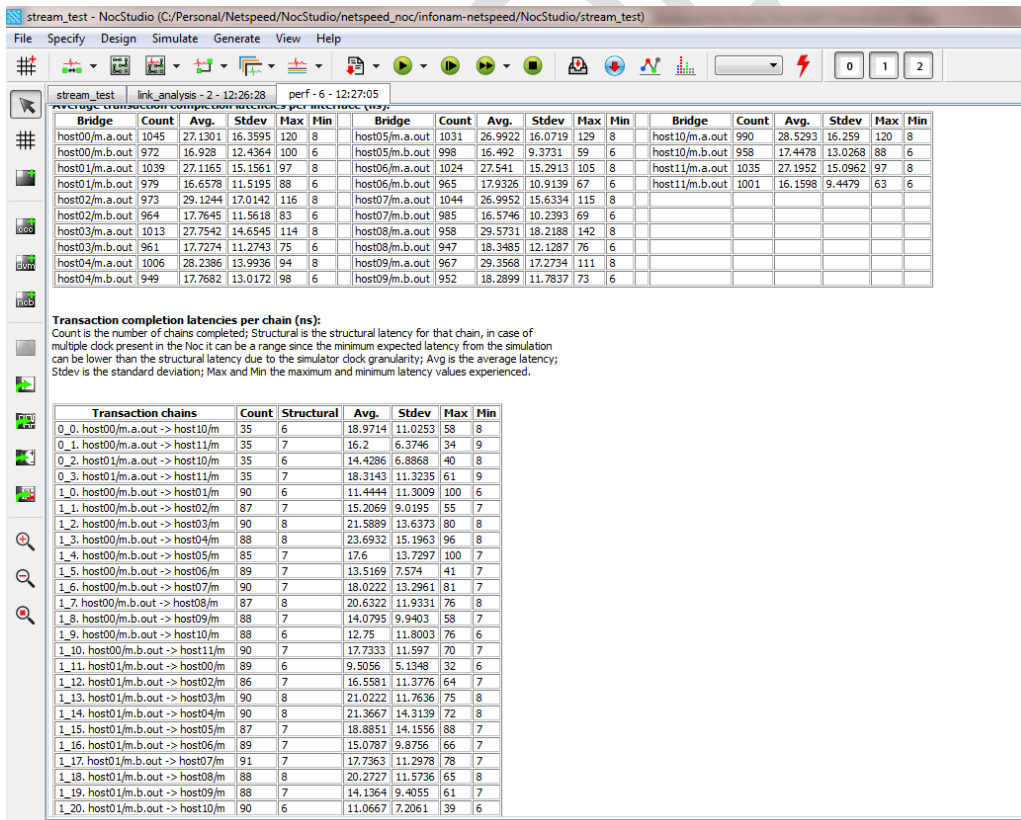 stream_test - NocStudio (C:/Personal/Netspeed/NocStudio/netspeed_noc/infonam-netspeed/NocStudio/stream_test)
File Specify Design Simulate Generate View Help
0 1 2
stream_test link_analysis - 2 - 12:26:28 perf - 6 - 12:27:05
Average transaction completion latencies per interface (ns):
Bridge Count Avg. Stdev Max Min Bridge Count Avg. Stdev Max Min Bridge Count Avg. Stdev Max Min
host00/m.a.out 1045 27.1301 16.3595 120 8 host05/m.a.out 1031 26.9922 16.0719 129 8 host10/m.a.out 990 28.5293 16.259 120 8
host00/m.b.out 972 16.928 12.4364 100 6 host05/m.b.out 998 16.492 9.3731 59 6 host10/m.b.out 958 17.4478 13.0268 88 6
host01/m.a.out 1039 27.1165 15.1561 97 8 host06/m.a.out 1024 27.541 15.2913 105 8 host11/m.a.out 1035 27.1952 15.0962 97 8
host01/m.b.out 979 16.6578 11.5195 88 6 host06/m.b.out 965 17.9326 10.9139 67 6 host11/m.b.out 1001 16.1598 9.4479 63 6
host02/m.a.out 973 29.1244 17.0142 116 8 host07/m.a.out 1044 26.9952 15.6334 115 8
host02/m.b.out 964 17.7645 11.5618 83 6 host07/m.b.out 985 16.5746 10.2393 69 6
host03/m.a.out 1013 27.7542 14.6545 114 8 host08/m.a.out 958 29.5731 18.2188 142 8
host03/m.b.out 961 17.7274 11.2743 75 6 host08/m.b.out 947 18.3485 12.1287 76 6
host04/m.a.out 1006 28.2386 13.9936 94 8 host09/m.a.out 967 29.3568 17.2734 111 8
host04/m.b.out 949 17.7682 13.0172 98 6 host09/m.b.out 952 18.2899 11.7837 73 6
ccc
dvm
ncb
Transaction completion latencies per chain (ns):
Count is the number of chains completed; Structural is the structural latency for that chain, in case of
multiple clock present in the Noc it can be a range since the minimum expected latency from the simulation
can be lower than the structural latency due to the simulator clock granularity; Avg is the average latency;
Stdev is the standard deviation; Max and Min the maximum and minimum latency values experienced.
Transaction chains Count Structural Avg. Stdev Max Min
0_0. host00/m.a.out -> host10/m 35 6 18.9714 11.0253 58 8
0_1. host00/m.a.out -> host11/m 35 7 16.2 6.3746 34 9
0_2. host01/m.a.out -> host10/m 35 6 14.4286 6.8868 40 8
0_3. host01/m.a.out -> host11/m 35 7 18.3143 11.3235 61 9
1_0. host00/m.b.out -> host01/m 90 6 11.4444 11.3009 100 6
1_1. host00/m.b.out -> host02/m 87 7 15.2069 9.0195 55 7
1_2. host00/m.b.out -> host03/m 90 8 21.5889 13.6373 80 8
1_3. host00/m.b.out -> host04/m 88 8 23.6932 15.1963 96 8
1_4. host00/m.b.out -> host05/m 85 7 17.6 13.7297 100 7
1_5. host00/m.b.out -> host06/m 89 7 13.5169 7.574 41 7
1_6. host00/m.b.out -> host07/m 90 7 18.0222 13.2961 81 7
1_7. host00/m.b.out -> host08/m 87 8 20.6322 11.9331 76 8
1_8. host00/m.b.out -> host09/m 88 7 14.0795 9.9403 58 7
1_9. host00/m.b.out -> host10/m 88 6 12.75 11.8003 76 6
1_10. host00/m.b.out -> host11/m 90 7 17.7333 11.597 70 7
1_11. host01/m.b.out -> host00/m 89 6 9.5056 5.1348 32 6
1_12. host01/m.b.out -> host02/m 86 7 16.5581 11.3776 64 7
1_13. host01/m.b.out -> host03/m 90 8 21.0222 11.7636 75 8
1_14. host01/m.b.out -> host04/m 90 8 21.3667 14.3139 72 8
1_15. host01/m.b.out -> host05/m 87 7 18.8851 14.1556 88 7
1_16. host01/m.b.out -> host06/m 89 7 15.0787 9.8756 66 7
1_17. host01/m.b.out -> host07/m 91 7 17.7363 11.2978 78 7
1_18. host01/m.b.out -> host08/m 88 8 20.2727 11.5736 65 8
1_19. host01/m.b.out -> host09/m 88 7 14.1364 9.4055 61 7
1_20. host01/m.b.out -> host10/m 90 6 11.0667 7.2061 39 6